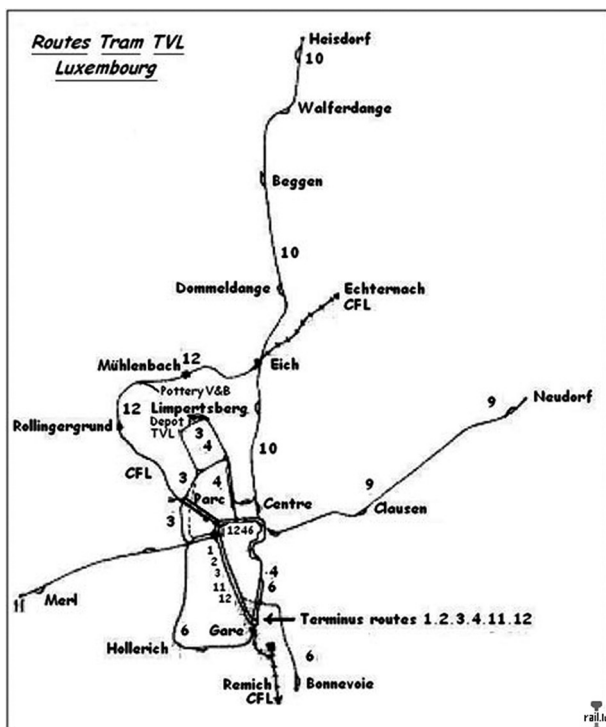 Routes Tram TVL
Luxembourg
Heisdorf
10
Walferdange
Beggen
10
Dommeldange
Echternach
CFL
12
Mühlenbach
Eich
Pottery V&B
Neudorf
9
12
Limpertsberg
Depot
TVL
3
4
Rollingergrund
10
CFL
3
4
9
Parc
Centre
Clausen
3
1246
1
2
3
11
12
4
6
11
Merl
Terminus routes 1.2.3.4.11.12
Gare
6
Hollerich
6
Remich
CFL
Bonnevoie